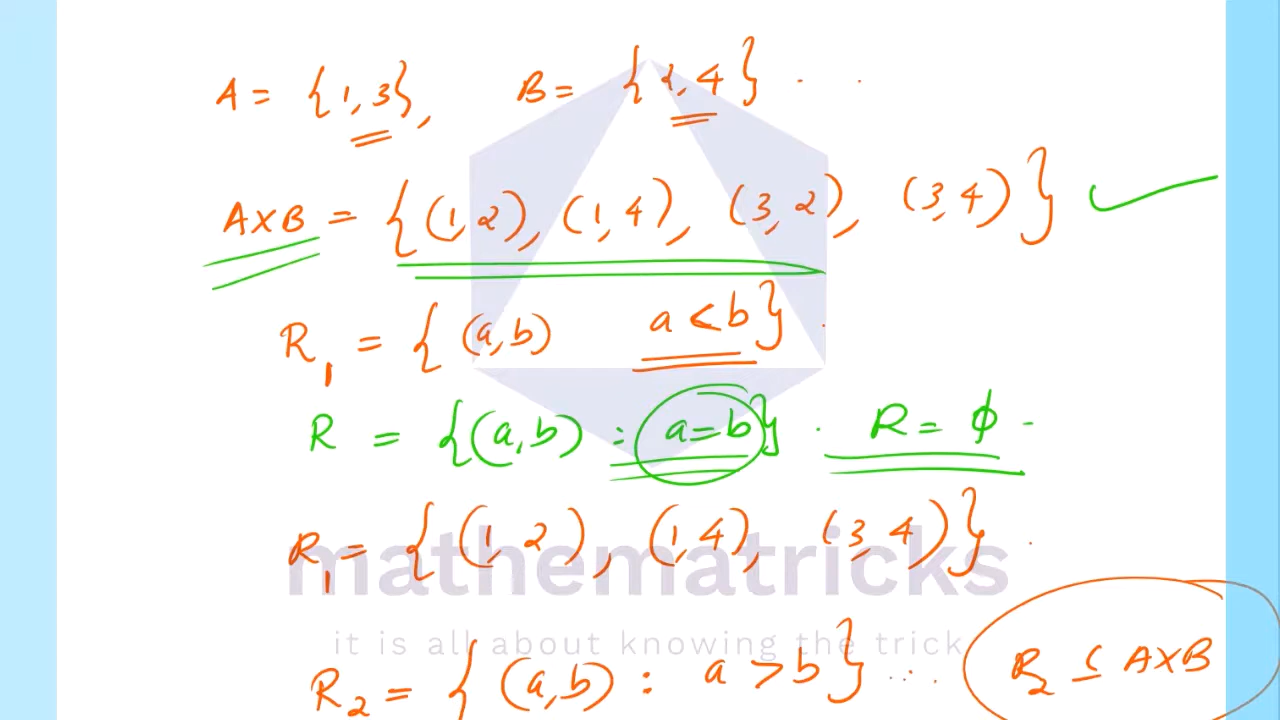 A = {1, 3}, B = {2, 4} . . .
A×B = {(1, 2), (1, 4), (3, 2), (3, 4)}
R₁ = {(a, b) a < b} .
R = {(a, b) : a = b} . R = ϕ .
R₁ = {(1, 2), (1, 4), (3, 4)} .
mathematricks
it is all about knowing the trick
R₂ = {(a, b) : a > b} . . . R₂ ⊆ A×B